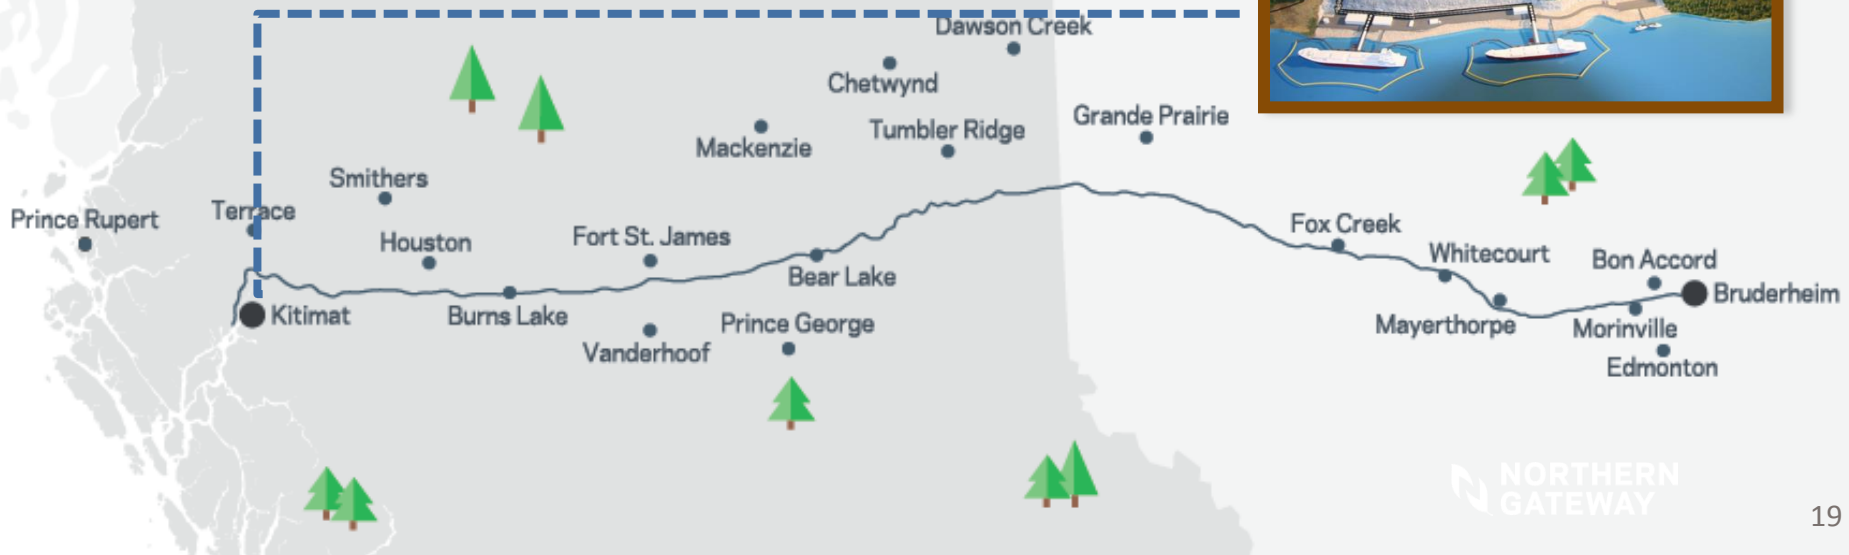 Dawson Creek
Chetwynd
Grande Prairie
Tumbler Ridge
Mackenzie
Smithers
Terrace
Prince Rupert
Fox Creek
Fort St. James
Houston
Whitecourt
Bon Accord
Bear Lake
Bruderheim
Kitimat
Burns Lake
Prince George
Mayerthorpe
Morinville
Vanderhoof
Edmonton
NORTHERN
GATEWAY
19